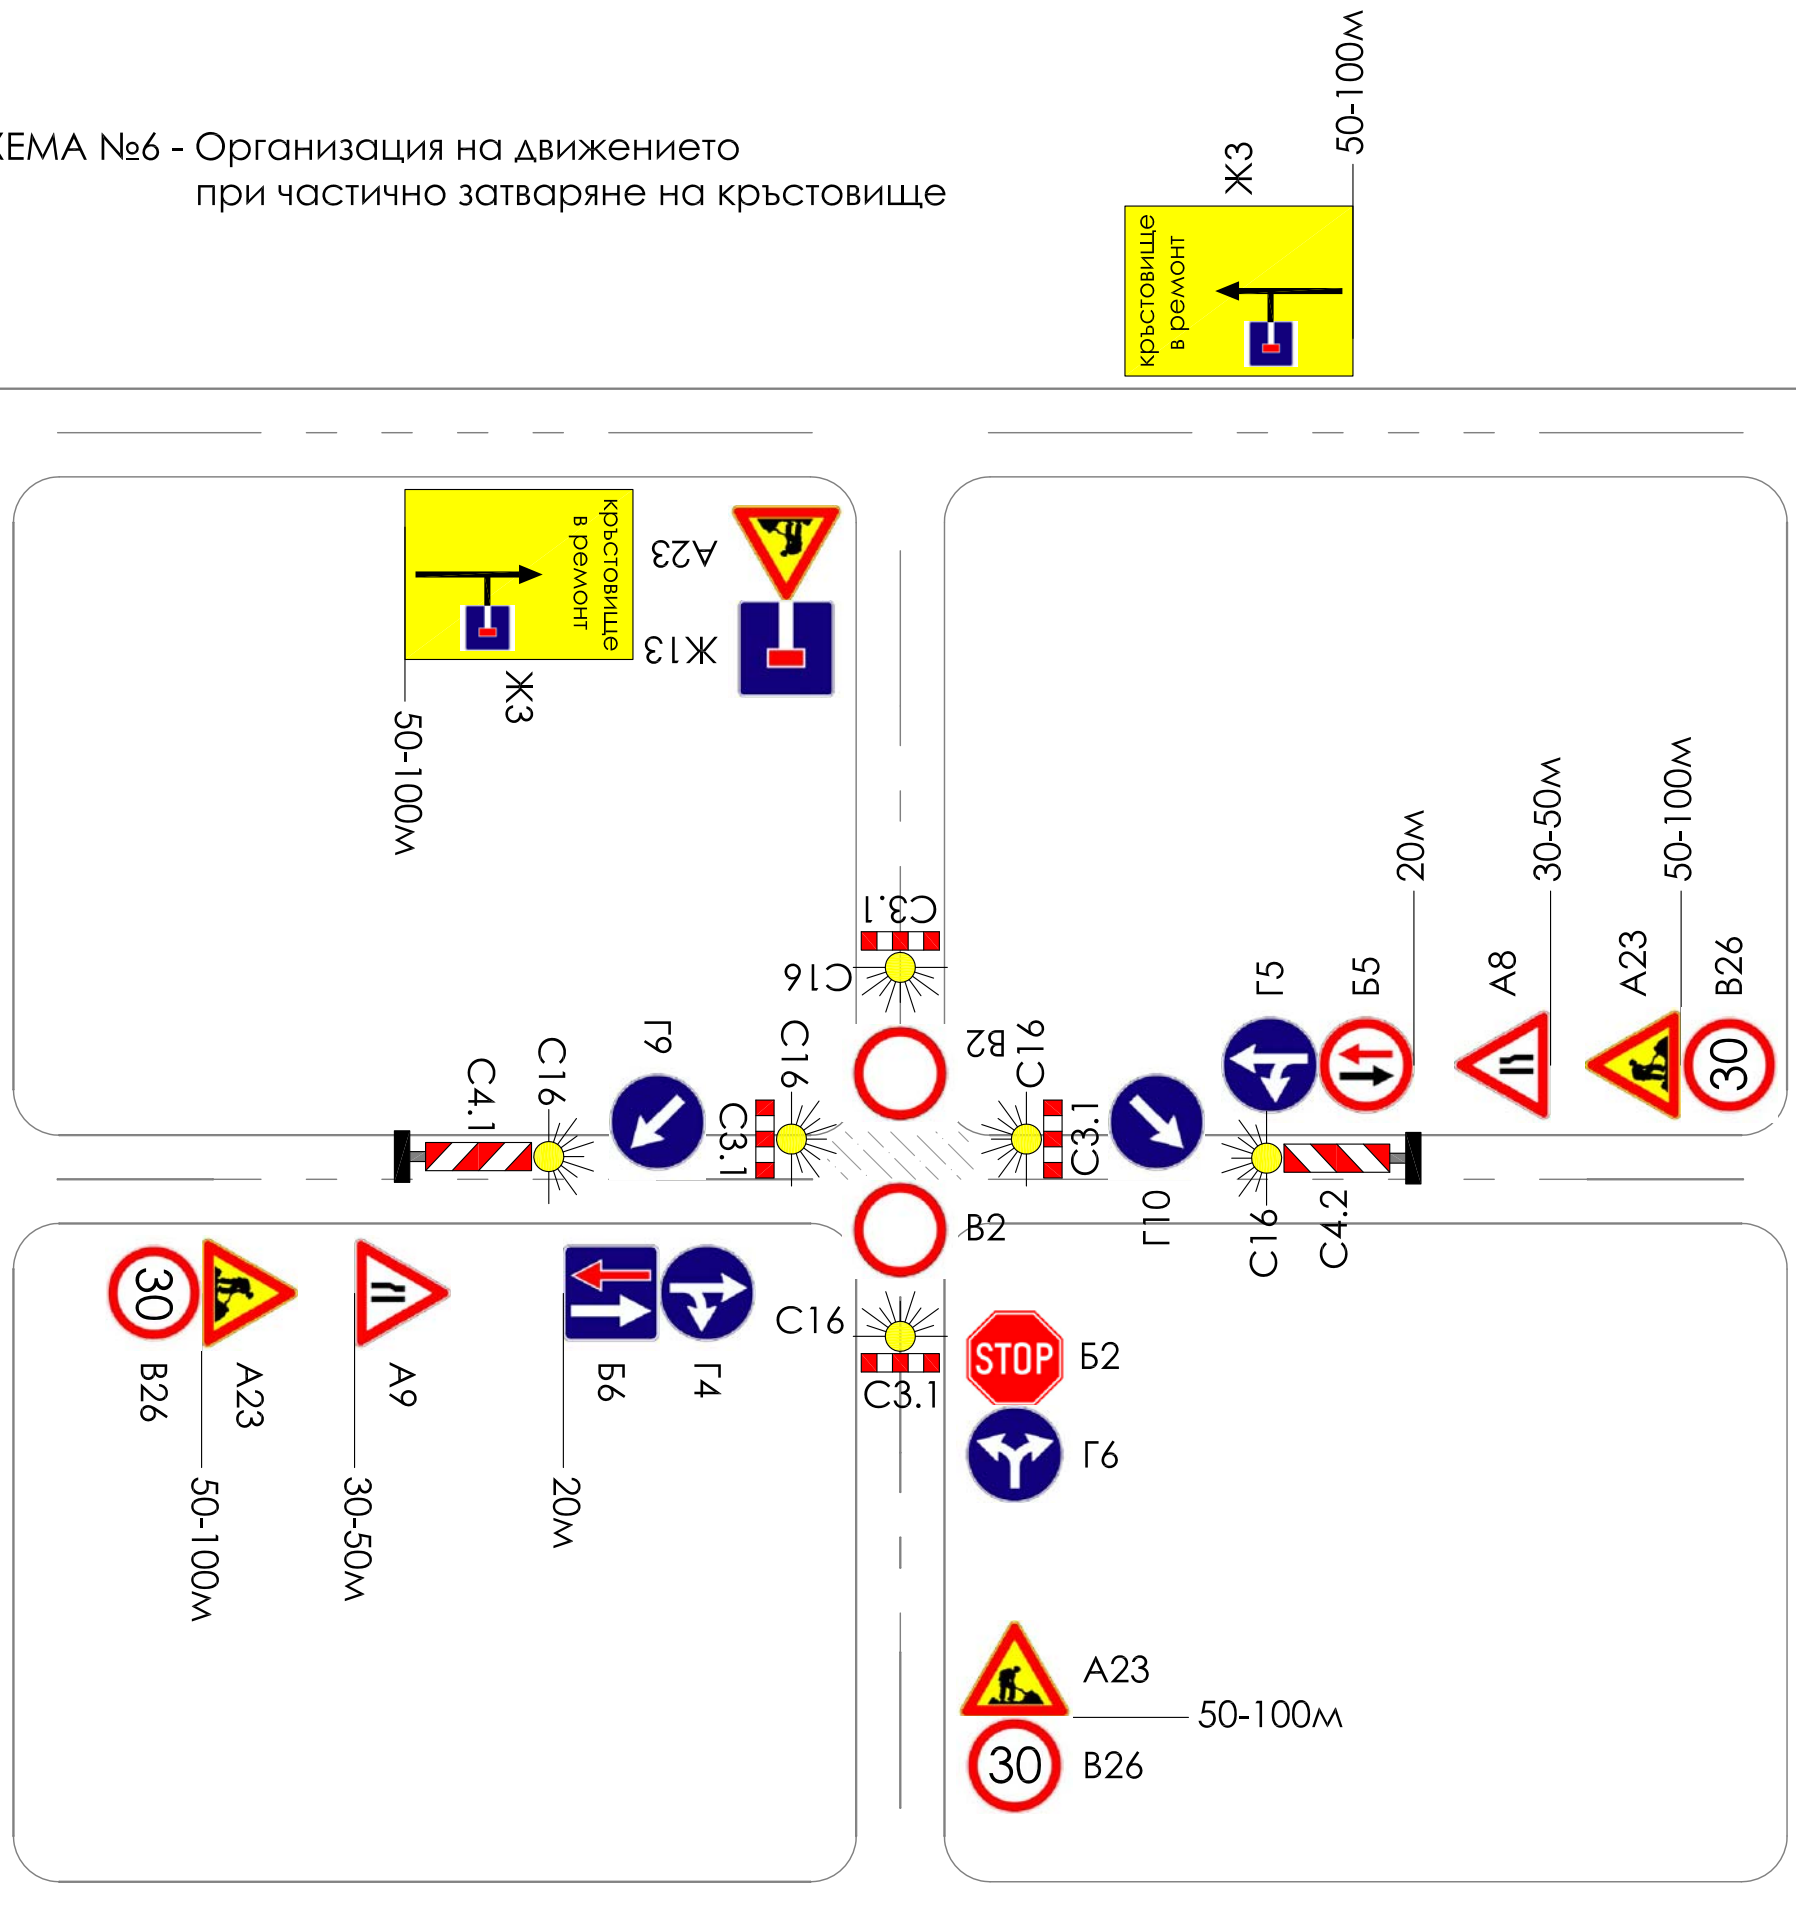 ХЕМА №6 - Организация на движението
при частично затваряне на кръстовище
50-100м
Ж3
кръстовище
в ремонт
кръстовище
в ремонт
Ж3
50-100м
А23
Ж13
С3.1
С16
В2
С4.1
С16
Г9
С16
С3.1
С16
С3.1
Г10
Г5
Б5
20м
А8
30-50м
А23
50-100м
В26
30
С16
С4.2
В2
30
В26
А23
50-100м
А9
30-50м
Б6
20м
Г4
С16
С3.1
STOP
Б2
Г6
А23
50-100м
30
В26